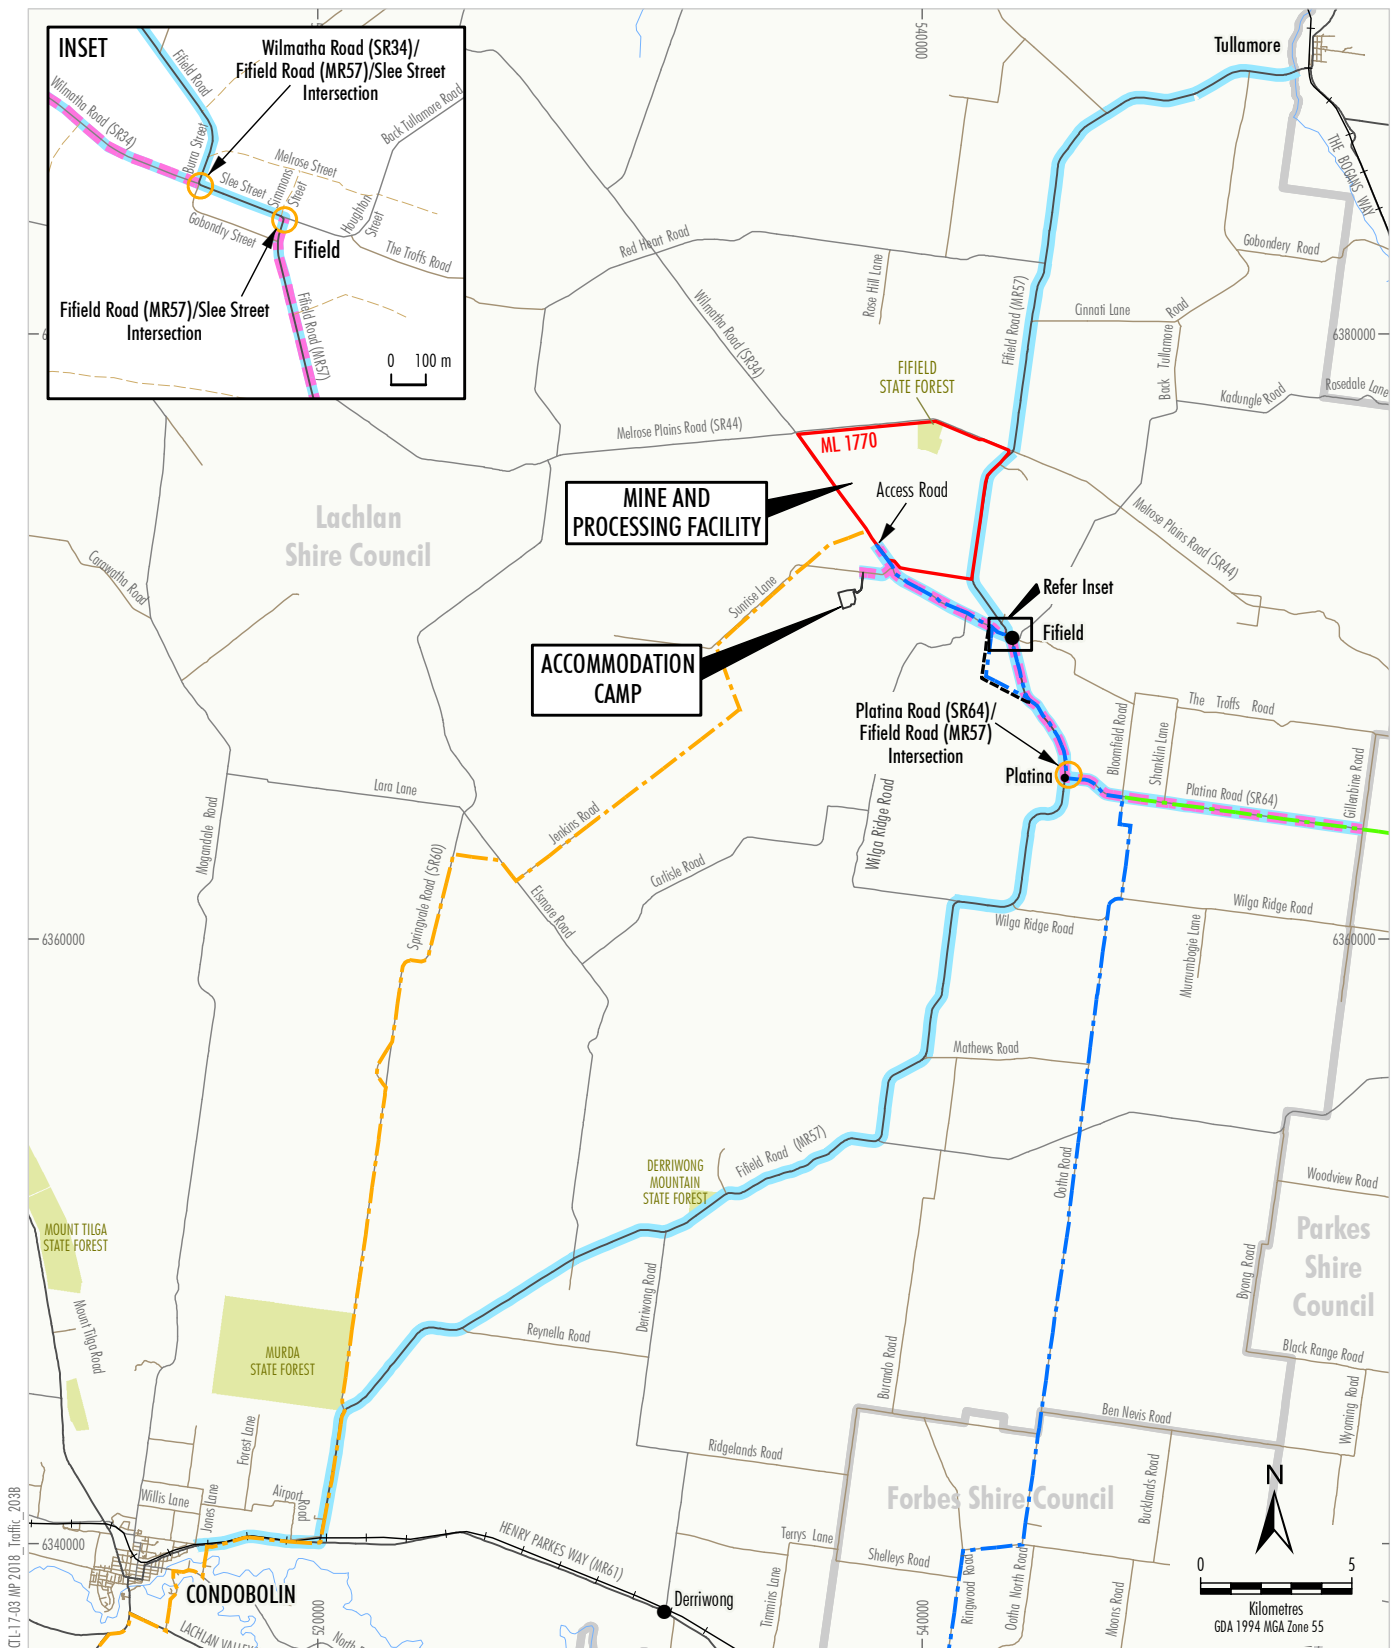 INSET
Wilmatha Road (SR34)/
Fifield Road (MR57)/Slee Street
Intersection
Fifield Road
Wilmatha Road (SR34)
Burra Street
Slee Street
Simmons
Street
Melrose Street
Back Tullamore Road
Houghton
Street
Gobondry Street
The Troffs Road
Fifield
Fifield Road (MR57)/Slee Street
Intersection
Fifield Road (MR57)
0 100 m
540000
Tullamore
THE BOGANS WAY
Red Heart Road
Rose Hill Lane
Wilmatha Road (SR34)
Fifield Road (MR57)
Gobondery Road
Cinnati Lane
Back Tullamore Road
6380000
Kadungle Road
Rosedale Lane
FIFIELD
STATE FOREST
Melrose Plains Road (SR44)
ML 1770
MINE AND
PROCESSING FACILITY
Access Road
Melrose Plains Road (SR44)
Lachlan
Shire Council
Carawatha Road
Sunrise Lane
Refer Inset
Fifield
ACCOMMODATION
CAMP
Platina Road (SR64)/
Fifield Road (MR57)
Intersection
Platina
Bloomfield Road
Shanklin Lane
The Troffs Road
Platina Road (SR64)
Gillenbine Road
Lara Lane
Mogandale Road
Jenkins Road
Springvale Road (SR60)
Elsmore Road
Carlisle Road
Wilga Ridge Road
Wilga Ridge Road
Wilga Ridge Road
Murrumbogie Lane
6360000
6360000
Mathews Road
Ootha Road
Fifield Road (MR57)
DERRIWONG
MOUNTAIN
STATE FOREST
Woodview Road
Parkes
Shire
Council
MOUNT TILGA
STATE FOREST
Mount Tilga Road
Byong Road
Derriwong Road
Reynella Road
MURDA
STATE FOREST
Black Range Road
Burando Road
Wyoming Road
Ben Nevis Road
Forest Lane
Ridgelands Road
Bucklands Road
N
Forbes Shire Council
Willis Lane
Jones Lane
Airport
Road
6340000
HENRY PARKES WAY (MR61)
Terrys Lane
Shelleys Road
Timmins Lane
Ringwood Road
Ootha North Road
Moons Road
0 5
Kilometres
GDA 1994 MGA Zone 55
CONDOBOLIN
Derriwong
LACHLAN VALLEY
520000
North
540000
CTL-17-03 MP 2018_Traffic_203B